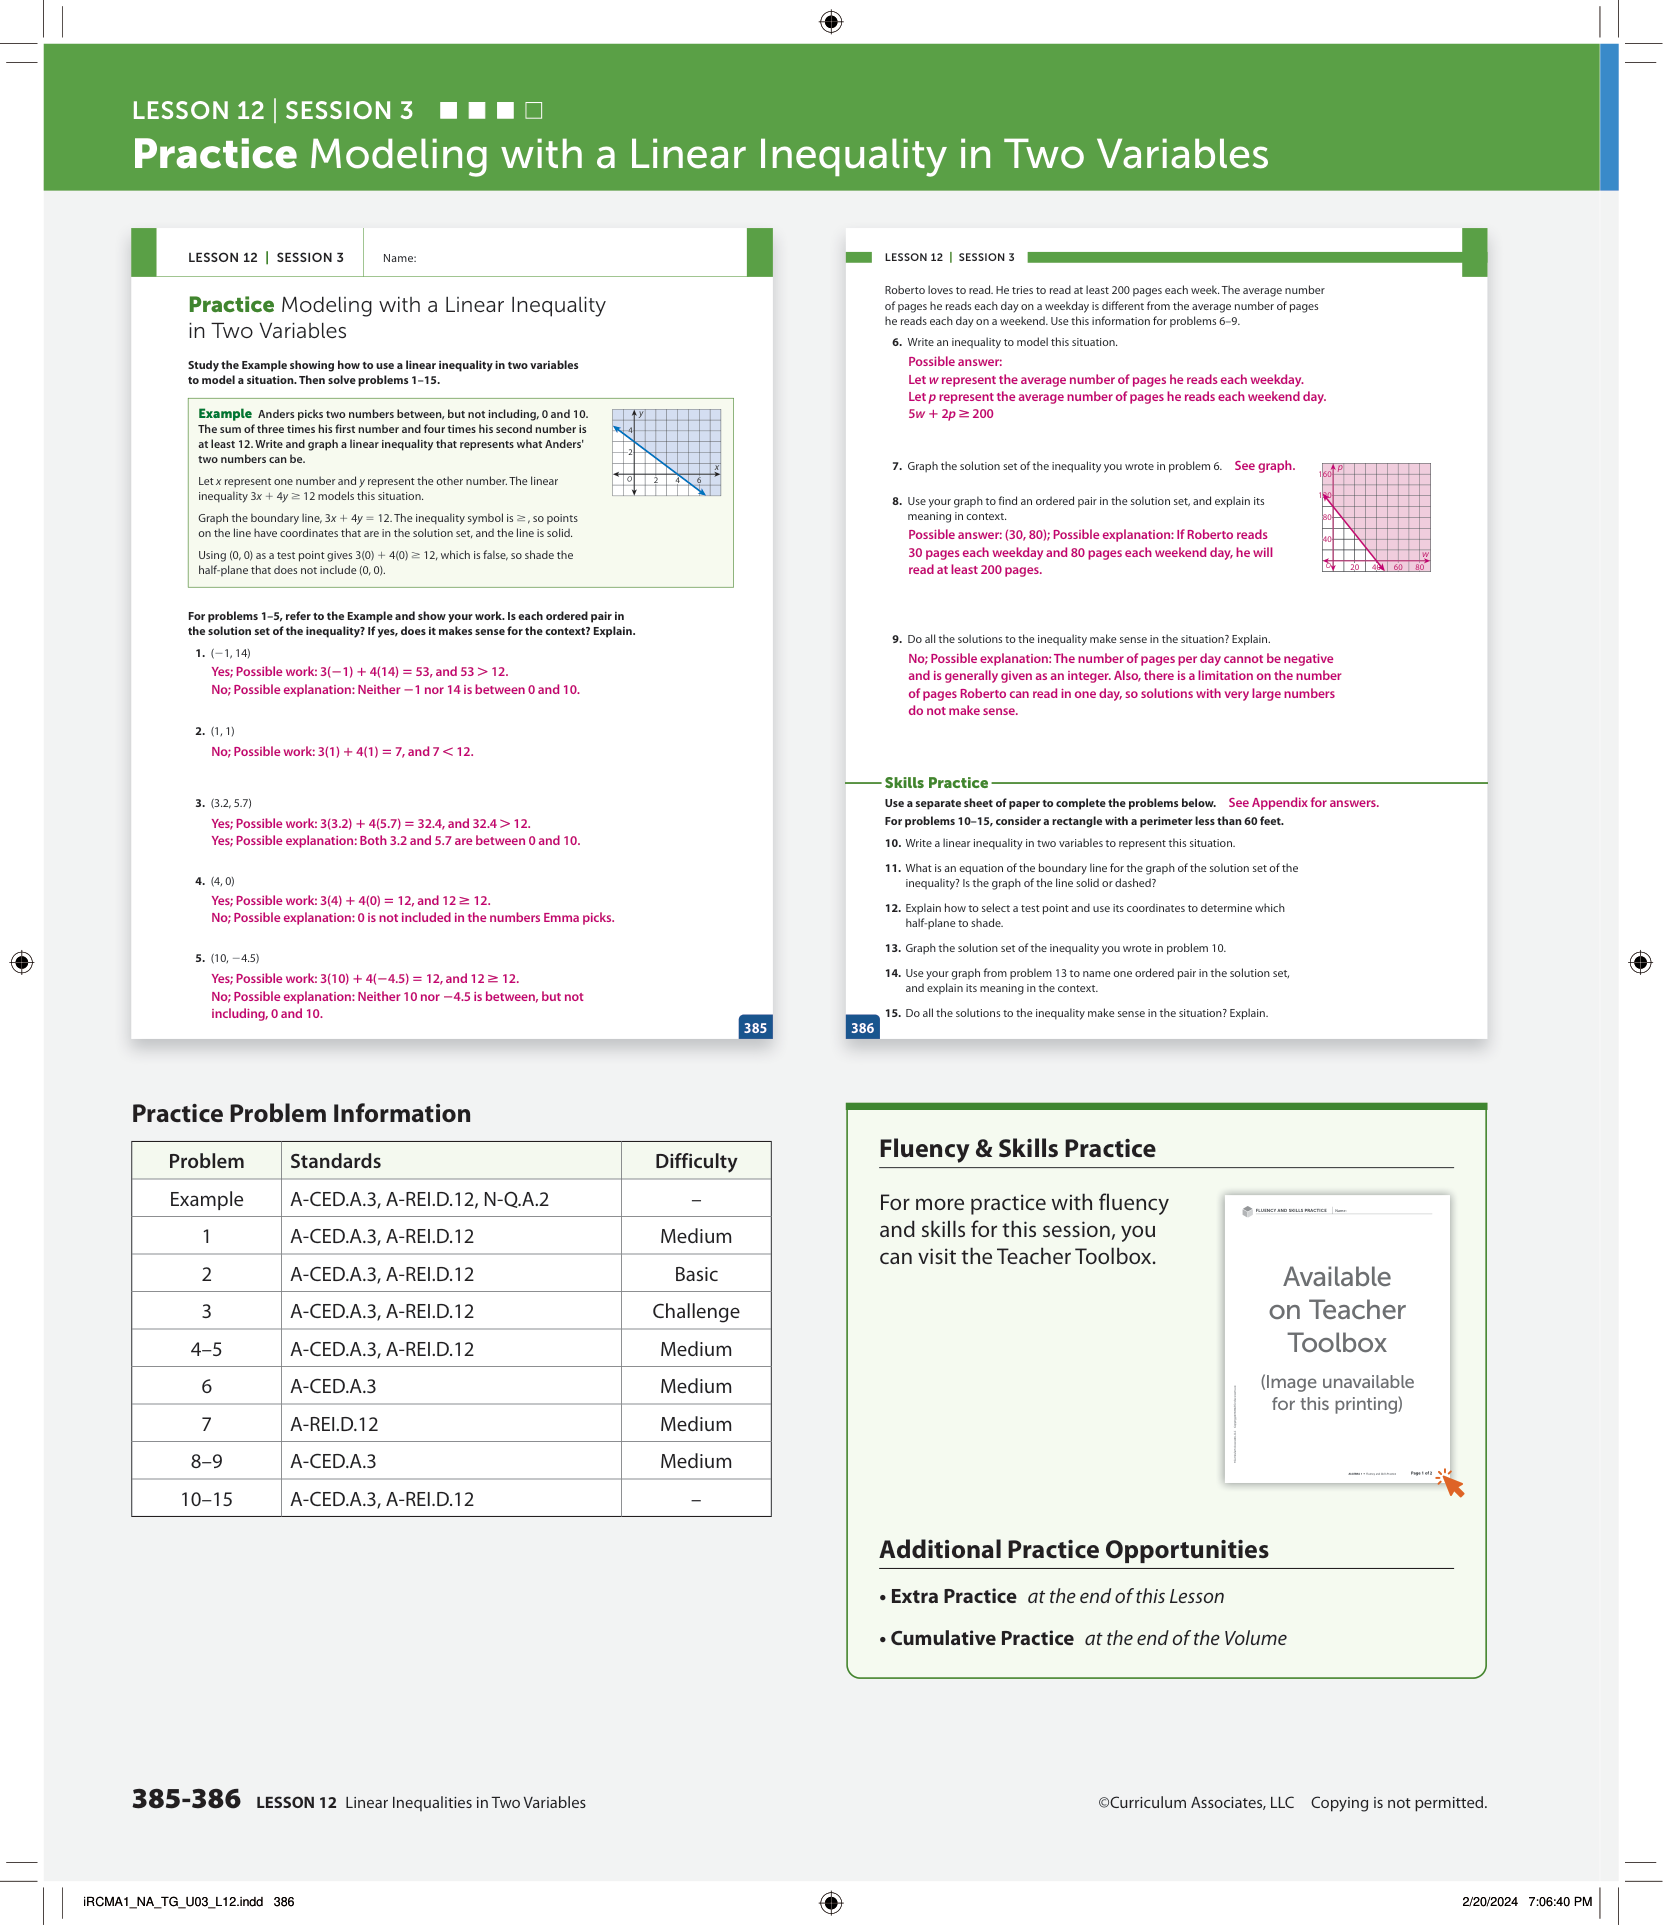 LESSON 12 | SESSION 3
Practice Modeling with a Linear Inequality in Two Variables
LESSON 12 | SESSION 3 Name:
Practice Modeling with a Linear Inequality
in Two Variables
Study the Example showing how to use a linear inequality in two variables
to model a situation. Then solve problems 1–15.
Example Anders picks two numbers between, but not including, 0 and 10.
The sum of three times his first number and four times his second number is
at least 12. Write and graph a linear inequality that represents what Anders'
two numbers can be.
Let x represent one number and y represent the other number. The linear
inequality 3x + 4y ≥ 12 models this situation.
Graph the boundary line, 3x + 4y = 12. The inequality symbol is ≥, so points
on the line have coordinates that are in the solution set, and the line is solid.
Using (0, 0) as a test point gives 3(0) + 4(0) ≥ 12, which is false, so shade the
half-plane that does not include (0, 0).
y
4
2
x
O 2 4 6
For problems 1–5, refer to the Example and show your work. Is each ordered pair in
the solution set of the inequality? If yes, does it makes sense for the context? Explain.
1. (−1, 14)
Yes; Possible work: 3(−1) + 4(14) = 53, and 53 > 12.
No; Possible explanation: Neither −1 nor 14 is between 0 and 10.
2. (1, 1)
No; Possible work: 3(1) + 4(1) = 7, and 7 < 12.
3. (3.2, 5.7)
Yes; Possible work: 3(3.2) + 4(5.7) = 32.4, and 32.4 > 12.
Yes; Possible explanation: Both 3.2 and 5.7 are between 0 and 10.
4. (4, 0)
Yes; Possible work: 3(4) + 4(0) = 12, and 12 ≥ 12.
No; Possible explanation: 0 is not included in the numbers Emma picks.
5. (10, −4.5)
Yes; Possible work: 3(10) + 4(−4.5) = 12, and 12 ≥ 12.
No; Possible explanation: Neither 10 nor −4.5 is between, but not
including, 0 and 10.
385
LESSON 12 | SESSION 3
Roberto loves to read. He tries to read at least 200 pages each week. The average number
of pages he reads each day on a weekday is different from the average number of pages
he reads each day on a weekend. Use this information for problems 6–9.
6. Write an inequality to model this situation.
Possible answer:
Let w represent the average number of pages he reads each weekday.
Let p represent the average number of pages he reads each weekend day.
5w + 2p ≥ 200
7. Graph the solution set of the inequality you wrote in problem 6. See graph.
8. Use your graph to find an ordered pair in the solution set, and explain its
meaning in context.
Possible answer: (30, 80); Possible explanation: If Roberto reads
30 pages each weekday and 80 pages each weekend day, he will
read at least 200 pages.
p
160
120
80
40
w
O 20 40 60 80
9. Do all the solutions to the inequality make sense in the situation? Explain.
No; Possible explanation: The number of pages per day cannot be negative
and is generally given as an integer. Also, there is a limitation on the number
of pages Roberto can read in one day, so solutions with very large numbers
do not make sense.
Skills Practice
Use a separate sheet of paper to complete the problems below. See Appendix for answers.
For problems 10–15, consider a rectangle with a perimeter less than 60 feet.
10. Write a linear inequality in two variables to represent this situation.
11. What is an equation of the boundary line for the graph of the solution set of the
inequality? Is the graph of the line solid or dashed?
12. Explain how to select a test point and use its coordinates to determine which
half-plane to shade.
13. Graph the solution set of the inequality you wrote in problem 10.
14. Use your graph from problem 13 to name one ordered pair in the solution set,
and explain its meaning in the context.
15. Do all the solutions to the inequality make sense in the situation? Explain.
386
Practice Problem Information
Problem Standards Difficulty
Example A-CED.A.3, A-REI.D.12, N-Q.A.2 –
1 A-CED.A.3, A-REI.D.12 Medium
2 A-CED.A.3, A-REI.D.12 Basic
3 A-CED.A.3, A-REI.D.12 Challenge
4–5 A-CED.A.3, A-REI.D.12 Medium
6 A-CED.A.3 Medium
7 A-REI.D.12 Medium
8–9 A-CED.A.3 Medium
10–15 A-CED.A.3, A-REI.D.12 –
Fluency & Skills Practice
For more practice with fluency
and skills for this session, you
can visit the Teacher Toolbox.
FLUENCY AND SKILLS PRACTICE Name:
Available
on Teacher
Toolbox
(Image unavailable
for this printing)
Page 1 of 2
Additional Practice Opportunities
• Extra Practice at the end of this Lesson
• Cumulative Practice at the end of the Volume
385-386 LESSON 12 Linear Inequalities in Two Variables
©Curriculum Associates, LLC Copying is not permitted.
iRCMA1_NA_TG_U03_L12.indd 386
2/20/2024 7:06:40 PM